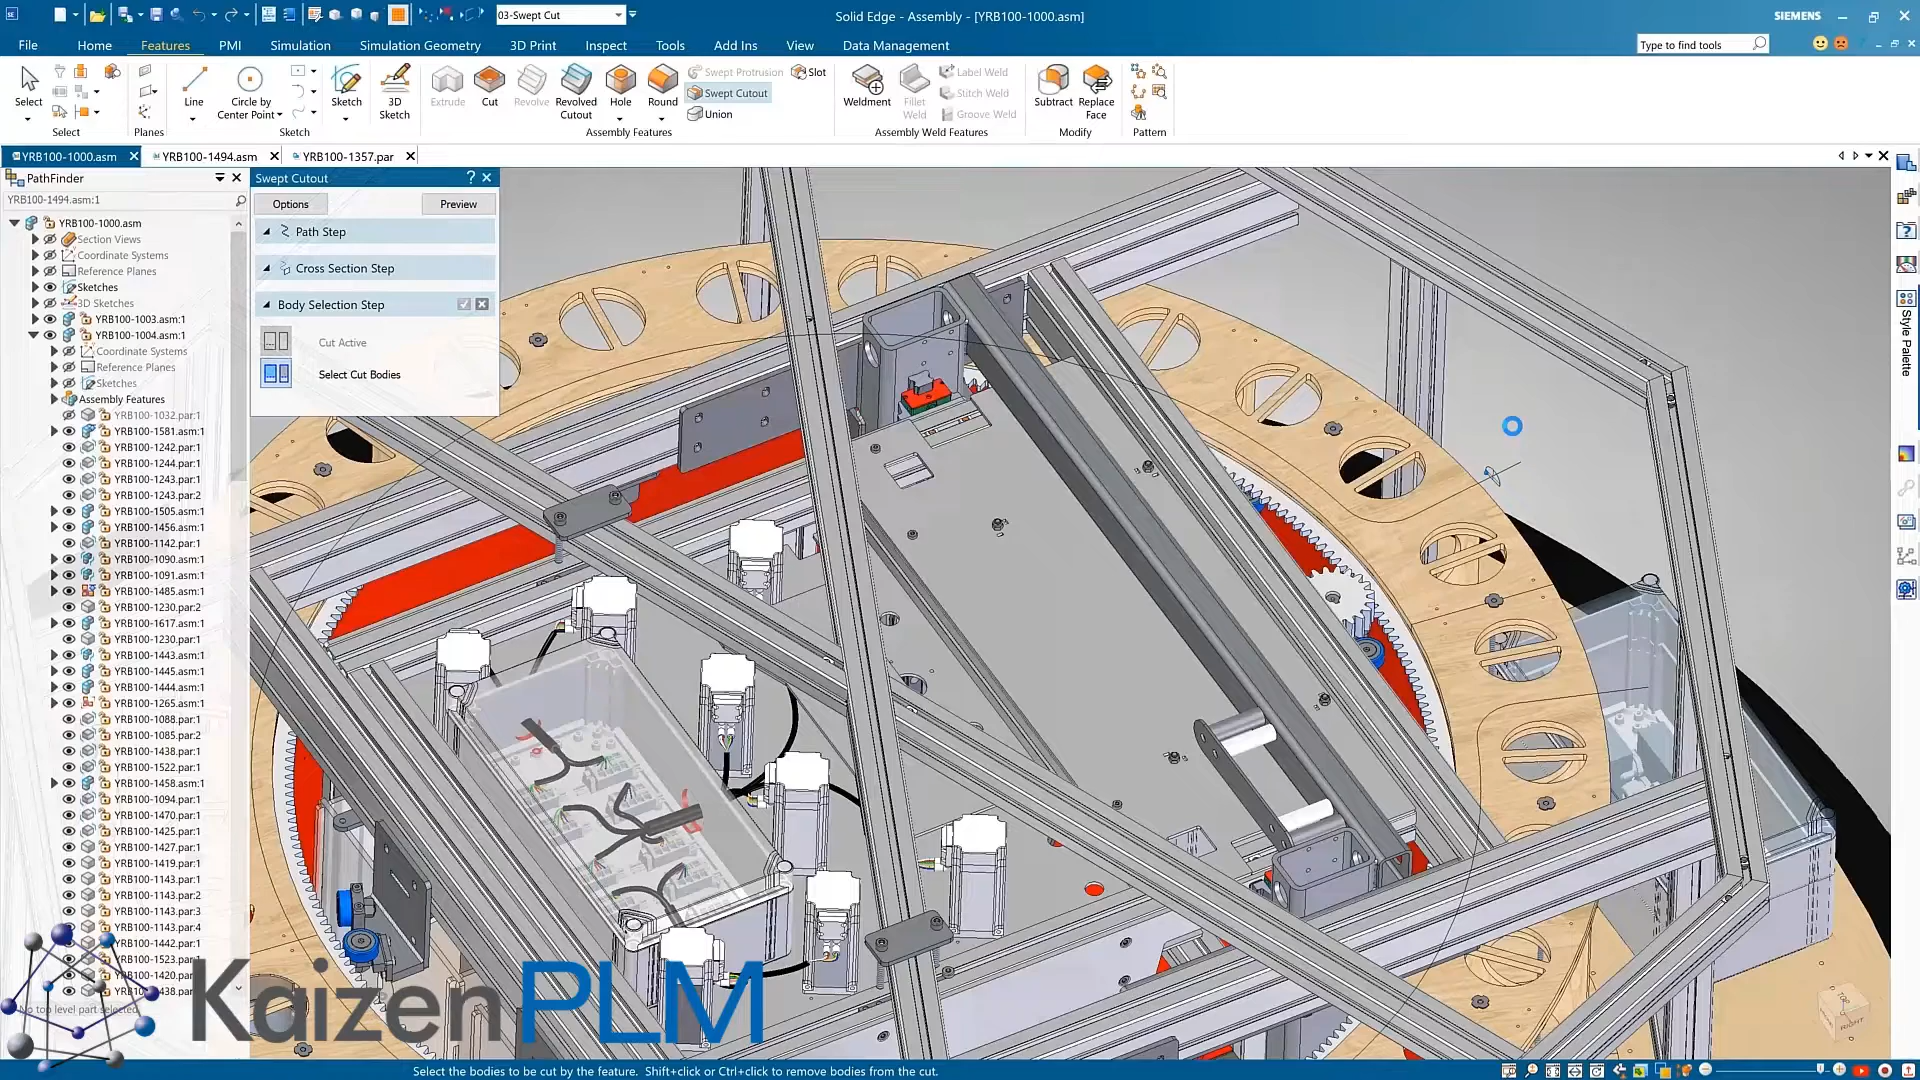 03-Swept Cut
Solid Edge - Assembly - [YRB100-1000.asm]
SIEMENS
File
Home
Features
PMI
Simulation
Simulation Geometry
3D Print
Inspect
Tools
Add Ins
View
Data Management
Type to find tools
Select
Line
Circle by Center Point
Sketch
3D Sketch
Extrude
Cut
Revolve
Revolved Cutout
Hole
Round
Swept Protrusion
Swept Cutout
Union
Slot
Weldment
Fillet Weld
Label Weld
Stitch Weld
Groove Weld
Subtract
Replace Face
Select
Planes
Sketch
Assembly Features
Assembly Weld Features
Modify
Pattern
YRB100-1000.asm
YRB100-1494.asm
YRB100-1357.par
PathFinder
YRB100-1494.asm:1
YRB100-1000.asm
Section Views
Coordinate Systems
Reference Planes
Sketches
3D Sketches
YRB100-1003.asm:1
YRB100-1004.asm:1
Coordinate Systems
Reference Planes
Sketches
Assembly Features
YRB100-1032.par:1
YRB100-1581.asm:1
YRB100-1242.par:1
YRB100-1244.par:1
YRB100-1243.par:1
YRB100-1243.par:2
YRB100-1505.asm:1
YRB100-1456.asm:1
YRB100-1142.par:1
YRB100-1090.asm:1
YRB100-1091.asm:1
YRB100-1485.asm:1
YRB100-1230.par:2
YRB100-1617.asm:1
YRB100-1230.par:1
YRB100-1443.asm:1
YRB100-1445.asm:1
YRB100-1444.asm:1
YRB100-1265.asm:1
YRB100-1088.par:1
YRB100-1085.par:2
YRB100-1438.par:1
YRB100-1522.par:1
YRB100-1458.asm:1
YRB100-1094.par:1
YRB100-1470.par:1
YRB100-1425.par:1
YRB100-1427.par:1
YRB100-1419.par:1
YRB100-1143.par:1
YRB100-1143.par:2
YRB100-1143.par:3
YRB100-1143.par:4
YRB100-1442.par:1
YRB100-1523.par:
YRB100-1420.par:
438.par
No top level part selected
Swept Cutout
Options
Preview
Path Step
Cross Section Step
Body Selection Step
Cut Active
Select Cut Bodies
Style Palette
TOP
RIGHT
KaizenPLM
Select the bodies to be cut by the feature. Shift+click or Ctrl+click to remove bodies from the cut.